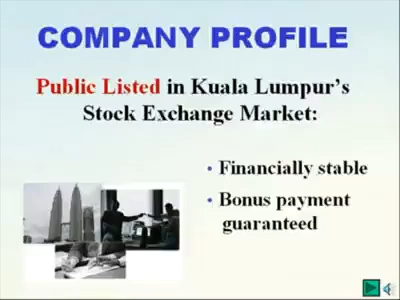 COMPANY PROFILE
Public Listed in Kuala Lumpur's
Stock Exchange Market:
• Financially stable
• Bonus payment
guaranteed